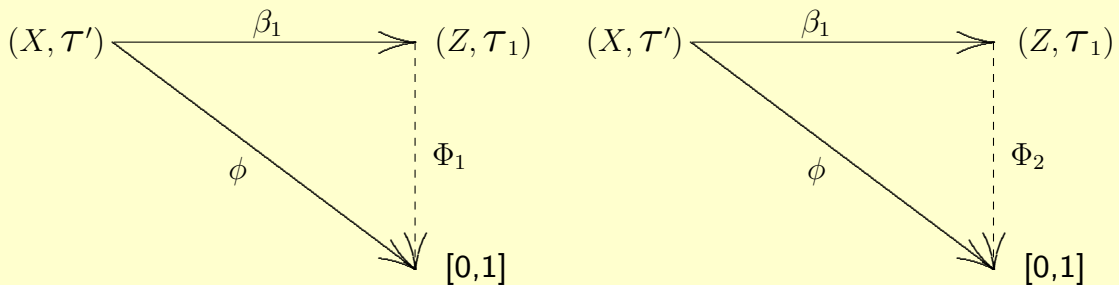 β₁ β₁
(X, τ′) (Z, τ₁) (X, τ′) (Z, τ₁)
Φ₁ Φ₂
ϕ ϕ
[0,1] [0,1]